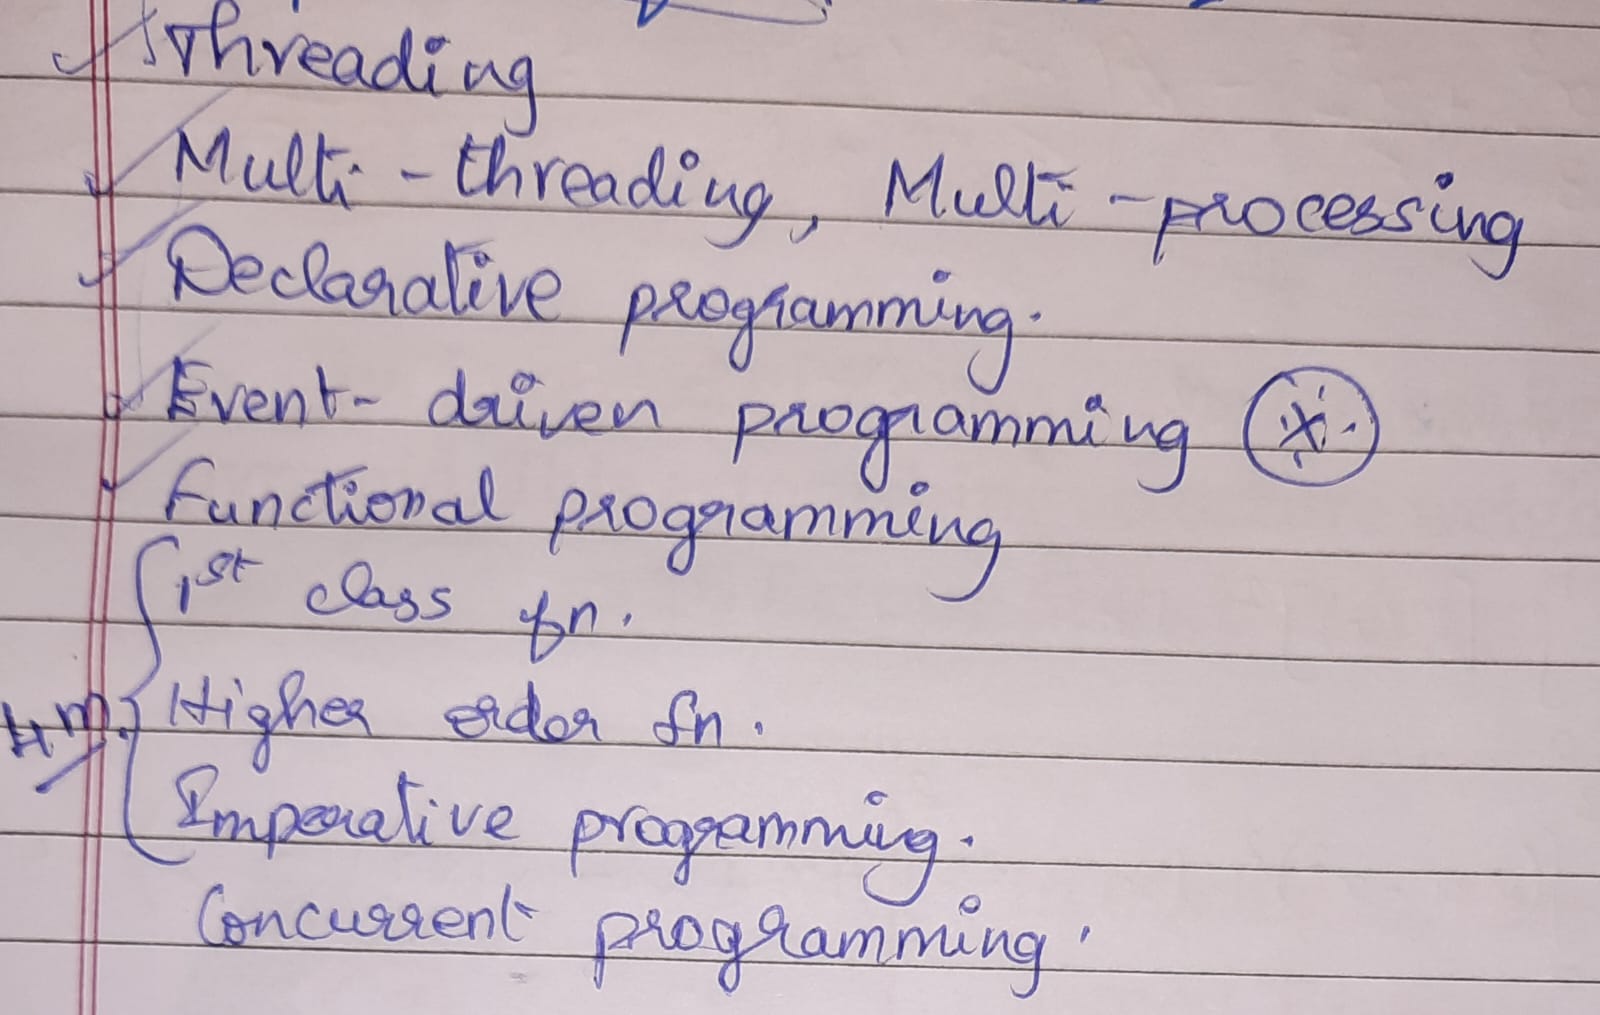 Threading
Multi-threading, Multi-processing
Declarative programming.
Event-driven programming
Functional programming
1st class fn.
4m. Higher order fn.
Imperative programming.
Concurrent programming.